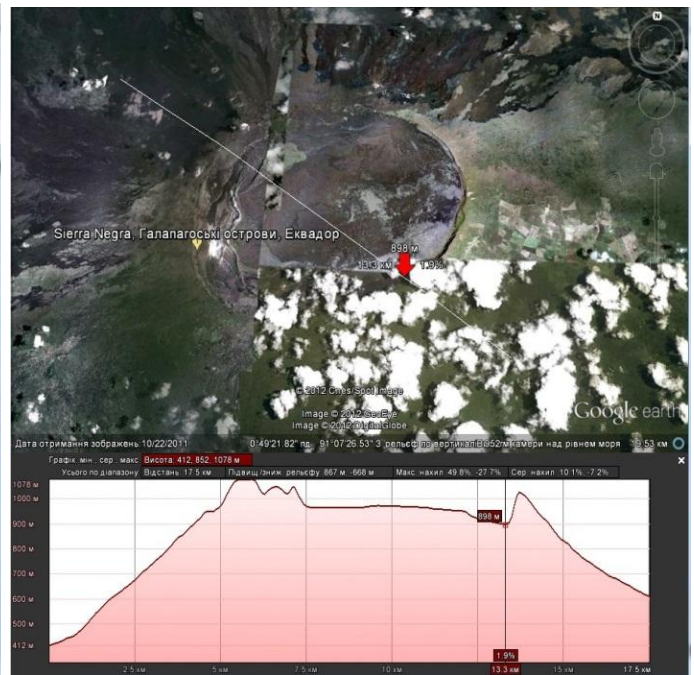 N
Sierra Negra, Галапагоські острови, Еквадор
898 м
13.3 км 1.9%
© 2012 Cnes/Spot Image
Image © 2012 GeoEye
Image © 2012 DigitalGlobe
Google earth
Дата отримання зображень 10/22/2011 0°49'21.82" пд 91°07'26.53" З рельєф по вертикалі 852 м камери над рівнем моря 19.53 км
Графік: мін., сер., макс. Висота: 412, 852, 1078 м
Усього по діапазону: Відстань: 17.5 км Підвищ./зниж. рельєфу: 867 м, -668 м Макс. нахил: 49.8%, -27.7% Сер. нахил: 10.1%, -7.2%
1078 м
1000 м
900 м
898 м
800 м
700 м
600 м
500 м
412 м
1.9%
2.5 км 5 км 7.5 км 10 км 13.3 км 15 км 17.5 км